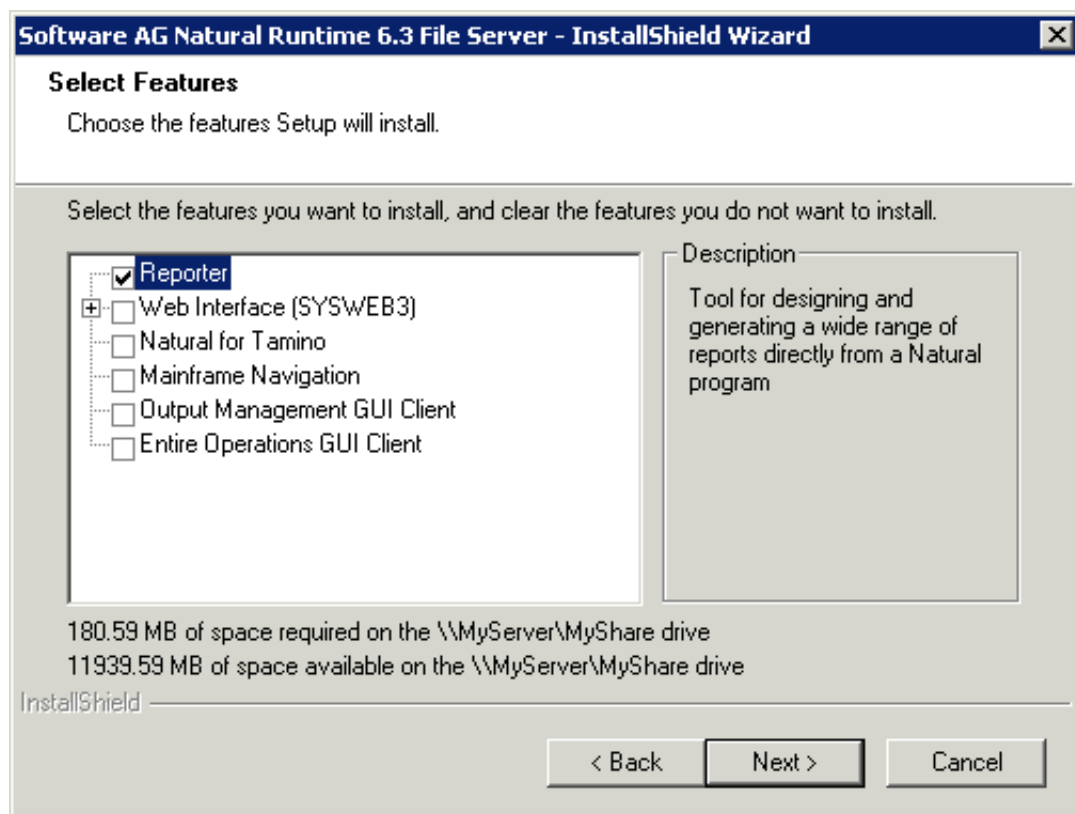 Software AG Natural Runtime 6.3 File Server - InstallShield Wizard
Select Features
Choose the features Setup will install.
Select the features you want to install, and clear the features you do not want to install.
Reporter
Web Interface (SYSWEB3)
Natural for Tamino
Mainframe Navigation
Output Management GUI Client
Entire Operations GUI Client
Description
Tool for designing and
generating a wide range of
reports directly from a Natural
program
180.59 MB of space required on the \\MyServer\MyShare drive
11939.59 MB of space available on the \\MyServer\MyShare drive
InstallShield
< Back
Next >
Cancel